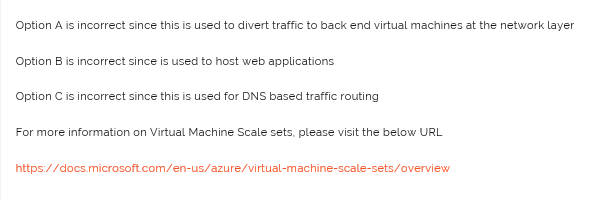 Option A is incorrect since this is used to divert traffic to back end virtual machines at the network layer
Option B is incorrect since is used to host web applications
Option C is incorrect since this is used for DNS based traffic routing
For more information on Virtual Machine Scale sets, please visit the below URL
https://docs.microsoft.com/en-us/azure/virtual-machine-scale-sets/overview